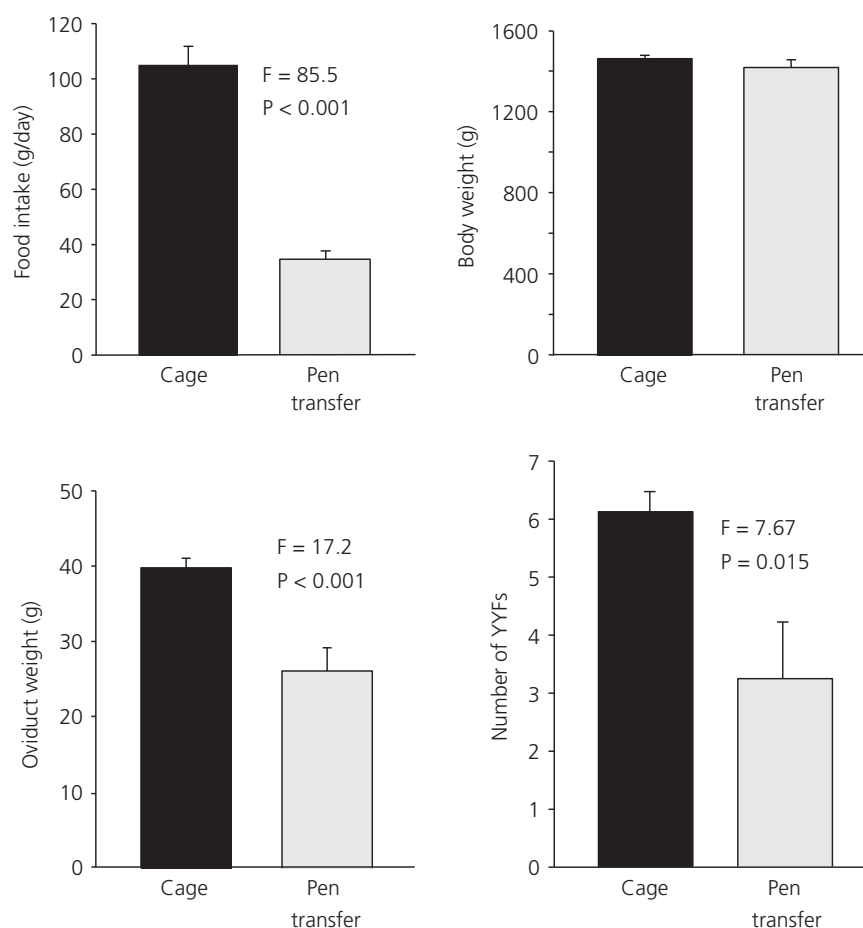 120
100
80
60
40
20
0
Food intake (g/day)
F = 85.5
P < 0.001
Cage
Pen
transfer
1600
1200
800
400
0
Body weight (g)
Cage
Pen
transfer
50
40
30
20
10
0
Oviduct weight (g)
F = 17.2
P < 0.001
Cage
Pen
transfer
7
6
5
4
3
2
1
0
Number of YYFs
F = 7.67
P = 0.015
Cage
Pen
transfer